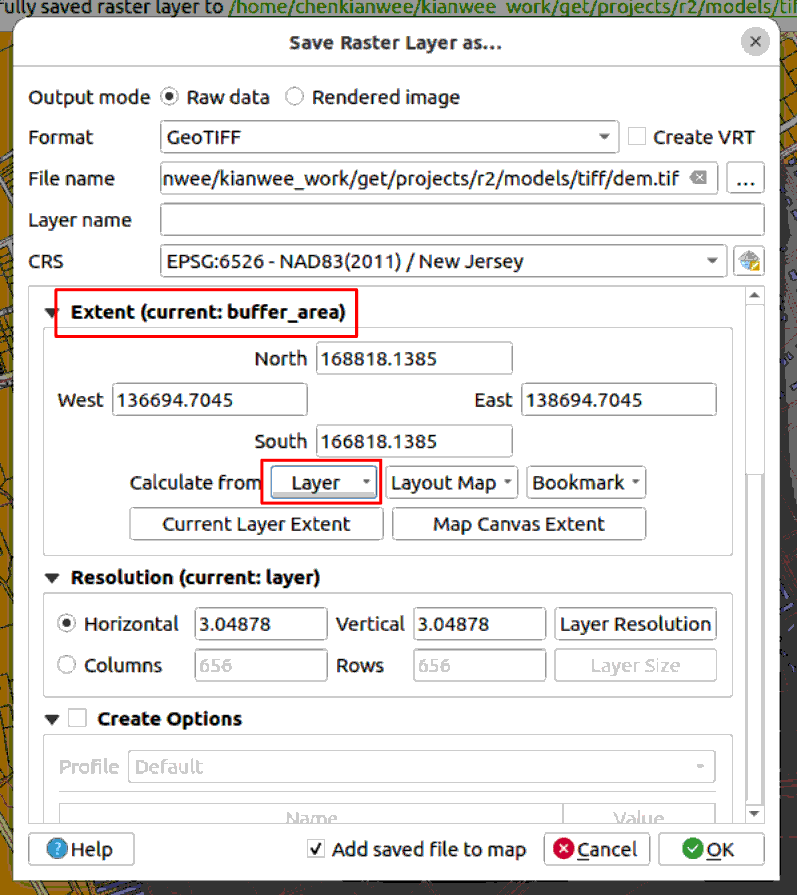 fully saved raster layer to /home/chenkianwee/kianwee_work/get/projects/r2/models/tif
Save Raster Layer as...
Output mode Raw data Rendered image
Format GeoTIFF Create VRT
File name nwee/kianwee_work/get/projects/r2/models/tiff/dem.tif ...
Layer name
CRS EPSG:6526 - NAD83(2011) / New Jersey
Extent (current: buffer_area)
North 168818.1385
West 136694.7045 East 138694.7045
South 166818.1385
Calculate from Layer Layout Map Bookmark
Current Layer Extent Map Canvas Extent
Resolution (current: layer)
Horizontal 3.04878 Vertical 3.04878 Layer Resolution
Columns 656 Rows 656 Layer Size
Create Options
Profile Default
Name Value
Help Add saved file to map Cancel OK